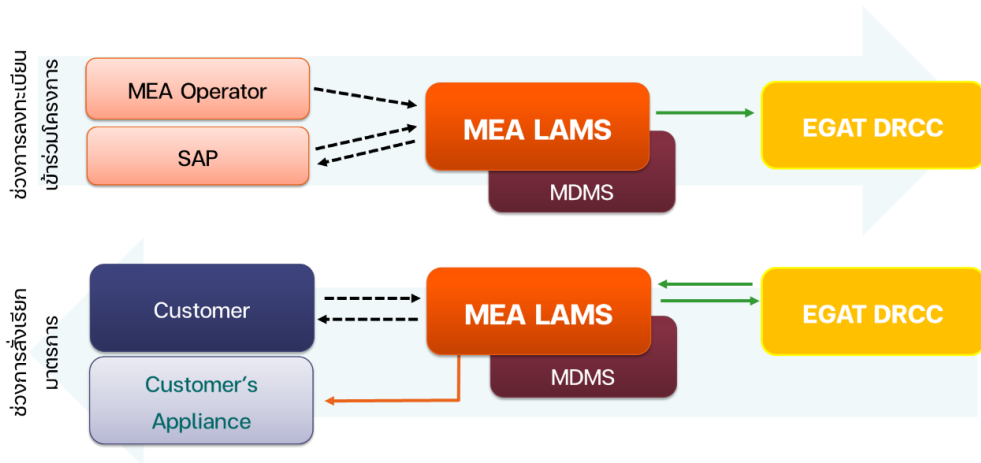 ช่วงการลงทะเบียน
เข้าร่วมโครงการ
MEA Operator
SAP
MEA LAMS
MDMS
EGAT DRCC
ช่วงการสั่งเรียก
มาตรการ
Customer
Customer's
Appliance
MEA LAMS
MDMS
EGAT DRCC